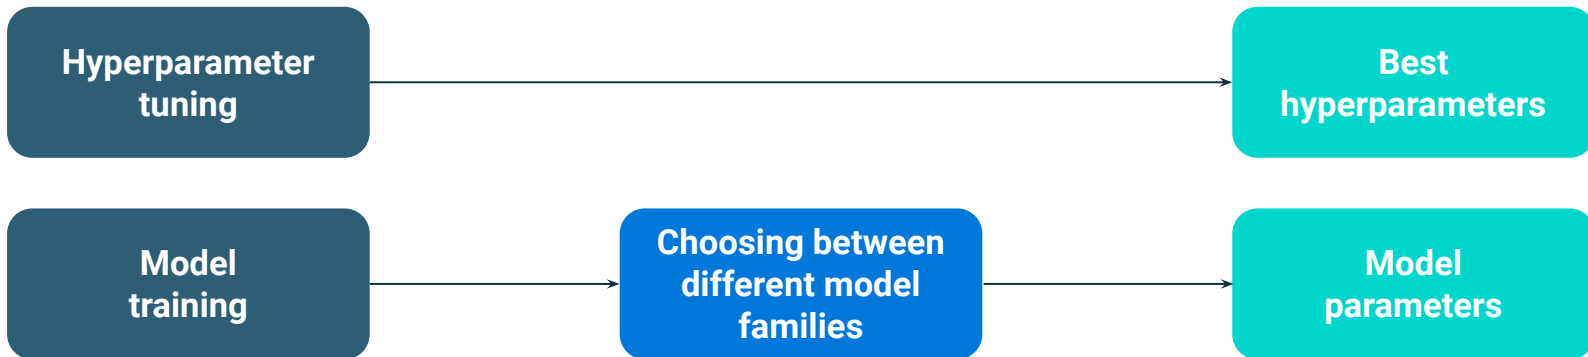 Hyperparameter
tuning
Best
hyperparameters
Model
training
Choosing between
different model
families
Model
parameters